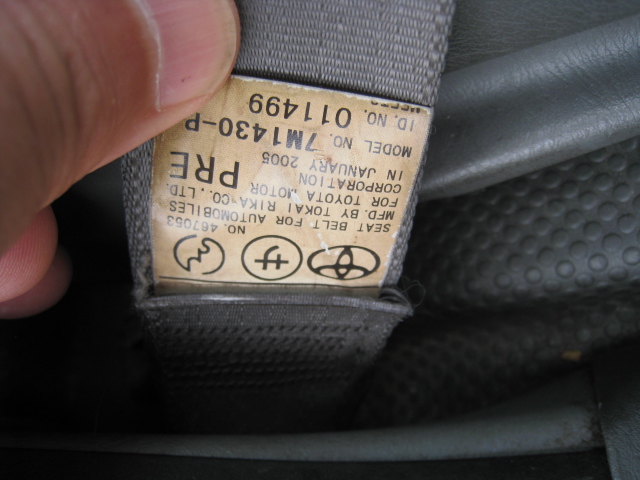 サ
NO. 467053
SEAT BELT FOR AUTOMOBILES
MFD. BY TOKAI RIKA CO., LTD.
FOR TOYOTA MOTOR
CORPORATION PRE
IN JANUARY 2005
MODEL NO. 7M1430-P
ID. NO. 011499